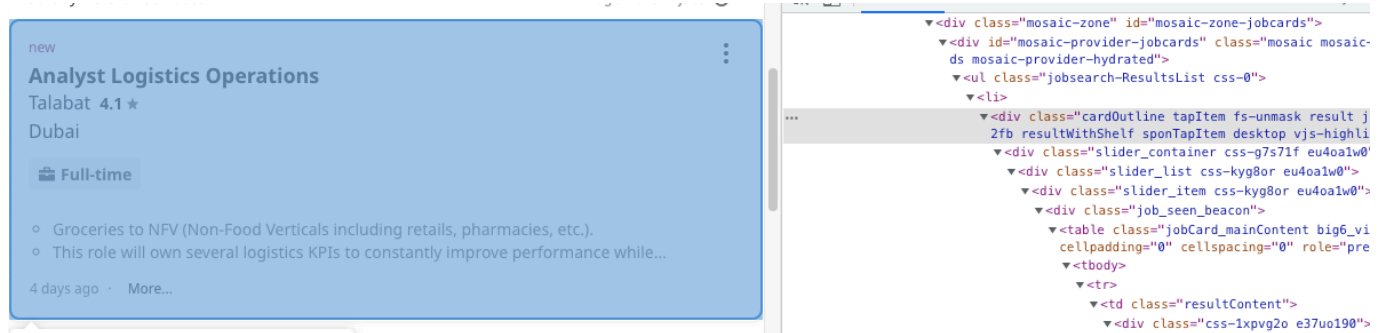 new
Analyst Logistics Operations
Talabat 4.1 ★
Dubai
Full-time
Groceries to NFV (Non-Food Verticals including retails, pharmacies, etc.).
This role will own several logistics KPIs to constantly improve performance while...
4 days ago · More...
▼<div class="mosaic-zone" id="mosaic-zone-jobcards">
▼<div id="mosaic-provider-jobcards" class="mosaic mosaic-
ds mosaic-provider-hydrated">
▼<ul class="jobsearch-ResultsList css-0">
▼<li>
▼<div class="cardOutline tapItem fs-unmask result j
2fb resultWithShelf sponTapItem desktop vjs-highli
▼<div class="slider_container css-g7s71f eu4oa1w0"
▼<div class="slider_list css-kyg8or eu4oa1w0">
▼<div class="slider_item css-kyg8or eu4oa1w0">
▼<div class="job_seen_beacon">
▼<table class="jobCard_mainContent big6_vi
cellpadding="0" cellspacing="0" role="pre
▼<tbody>
▼<tr>
▼<td class="resultContent">
▼<div class="css-1xpvg2o e37uo190">